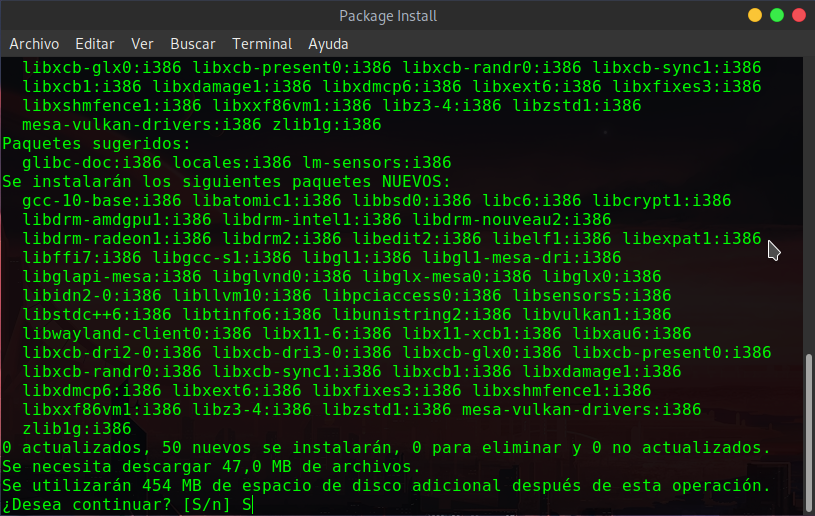 Package Install
Archivo Editar Ver Buscar Terminal Ayuda
libxcb-glx0:i386 libxcb-present0:i386 libxcb-randr0:i386 libxcb-sync1:i386
libxcb1:i386 libxdamage1:i386 libxdmcp6:i386 libxext6:i386 libxfixes3:i386
libxshmfence1:i386 libxxf86vm1:i386 libz3-4:i386 libzstd1:i386
mesa-vulkan-drivers:i386 zlib1g:i386
Paquetes sugeridos:
glibc-doc:i386 locales:i386 lm-sensors:i386
Se instalarán los siguientes paquetes NUEVOS:
gcc-10-base:i386 libatomic1:i386 libbsd0:i386 libc6:i386 libcrypt1:i386
libdrm-amdgpu1:i386 libdrm-intel1:i386 libdrm-nouveau2:i386
libdrm-radeon1:i386 libdrm2:i386 libedit2:i386 libelf1:i386 libexpat1:i386
libffi7:i386 libgcc-s1:i386 libgl1:i386 libgl1-mesa-dri:i386
libglapi-mesa:i386 libglvnd0:i386 libglx-mesa0:i386 libglx0:i386
libidn2-0:i386 libllvm10:i386 libpciaccess0:i386 libsensors5:i386
libstdc++6:i386 libtinfo6:i386 libunistring2:i386 libvulkan1:i386
libwayland-client0:i386 libx11-6:i386 libx11-xcb1:i386 libxau6:i386
libxcb-dri2-0:i386 libxcb-dri3-0:i386 libxcb-glx0:i386 libxcb-present0:i386
libxcb-randr0:i386 libxcb-sync1:i386 libxcb1:i386 libxdamage1:i386
libxdmcp6:i386 libxext6:i386 libxfixes3:i386 libxshmfence1:i386
libxxf86vm1:i386 libz3-4:i386 libzstd1:i386 mesa-vulkan-drivers:i386
zlib1g:i386
0 actualizados, 50 nuevos se instalarán, 0 para eliminar y 0 no actualizados.
Se necesita descargar 47,0 MB de archivos.
Se utilizarán 454 MB de espacio de disco adicional después de esta operación.
¿Desea continuar? [S/n] S